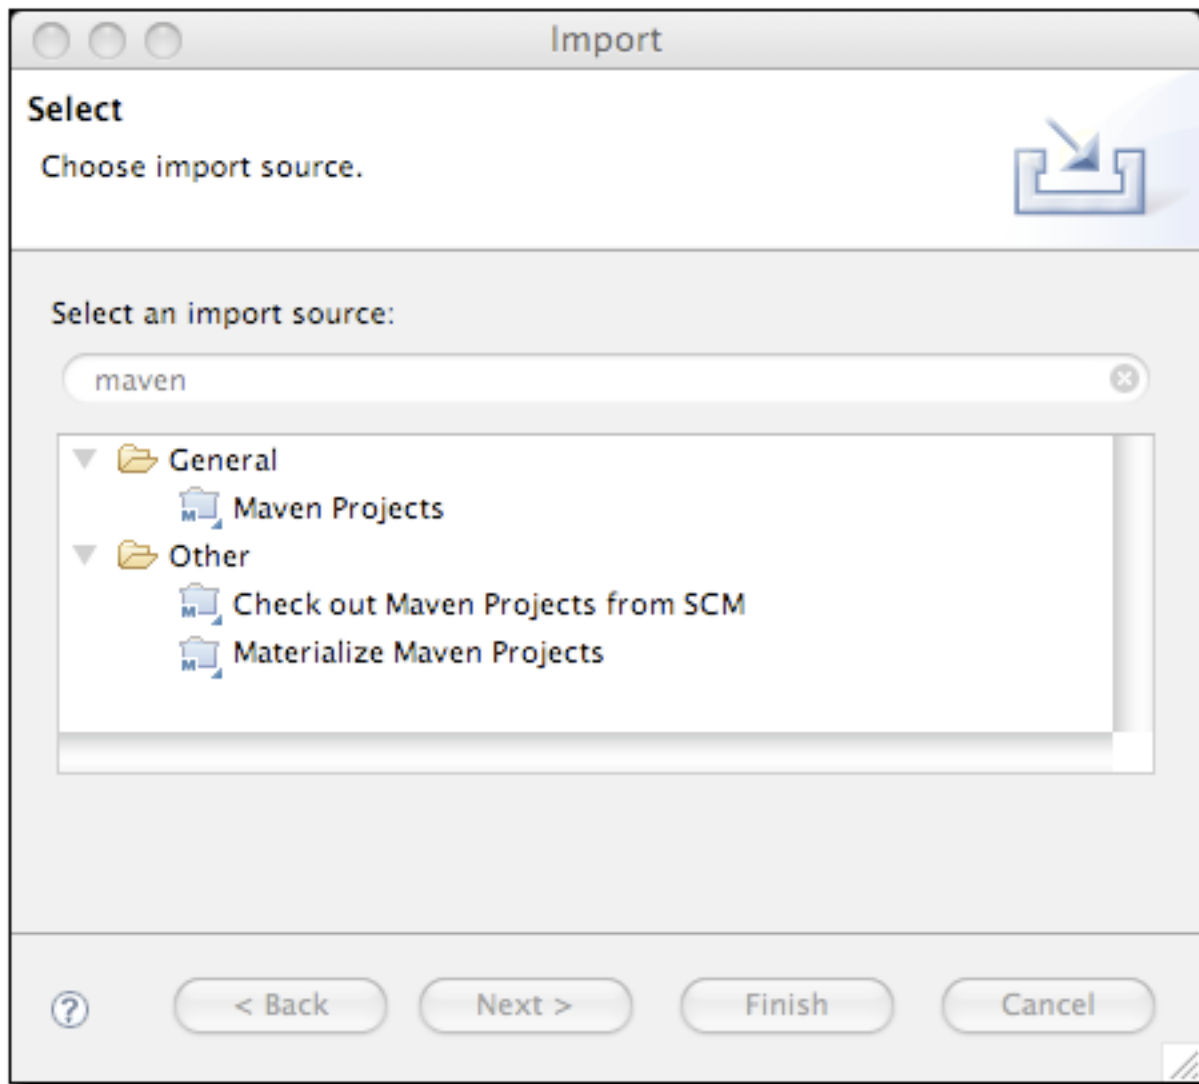 Import
Select
Choose import source.
Select an import source:
maven
General
M Maven Projects
Other
M Check out Maven Projects from SCM
M Materialize Maven Projects
? < Back Next > Finish Cancel